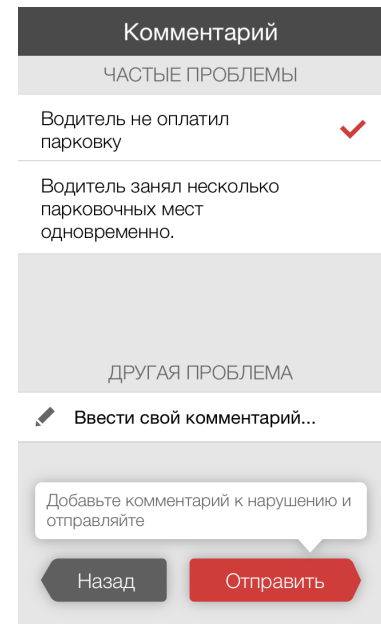 Комментарий
ЧАСТЫЕ ПРОБЛЕМЫ
Водитель не оплатил
парковку
Водитель занял несколько
парковочных мест
одновременно.
ДРУГАЯ ПРОБЛЕМА
Ввести свой комментарий...
Добавьте комментарий к нарушению и
отправляйте
Назад
Отправить